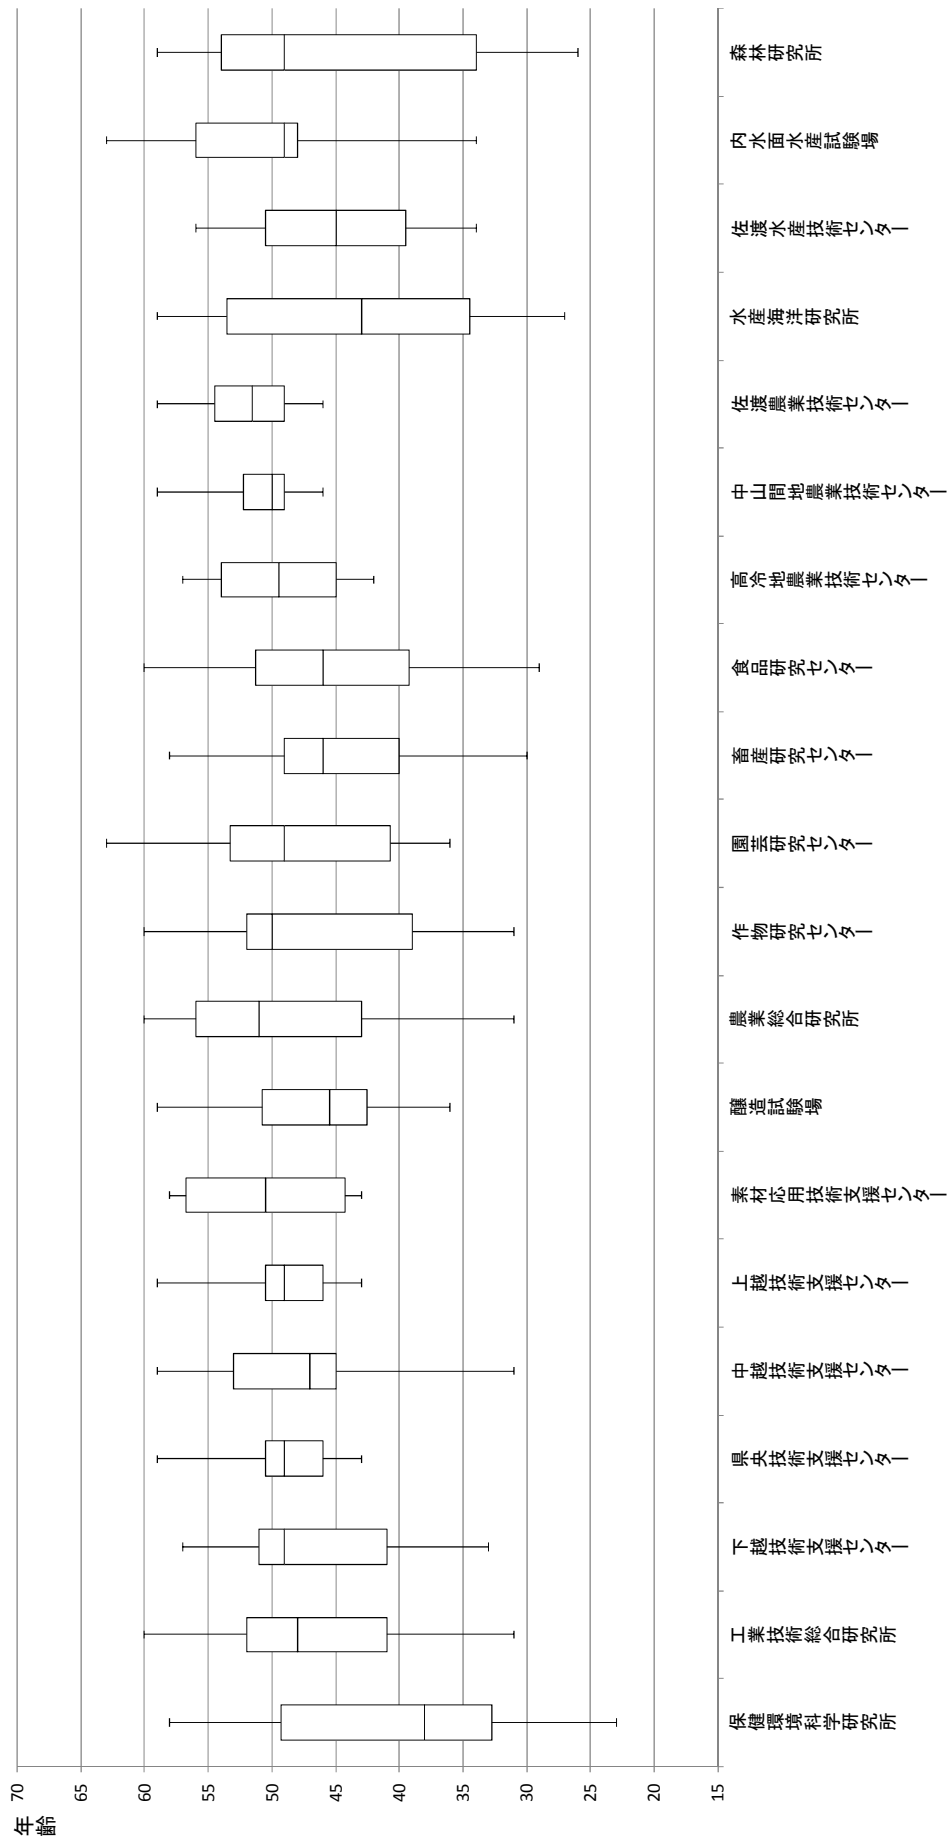 年齢
70
65
60
55
50
45
40
35
30
25
20
15
保健環境科学研究所
工業技術総合研究所
下越技術支援センター
県央技術支援センター
中越技術支援センター
上越技術支援センター
素材応用技術支援センター
醸造試験場
農業総合研究所
作物研究センター
園芸研究センター
畜産研究センター
食品研究センター
高冷地農業技術センター
中山間地農業技術センター
佐渡農業技術センター
水産海洋研究所
佐渡水産技術センター
内水面水産試験場
森林研究所